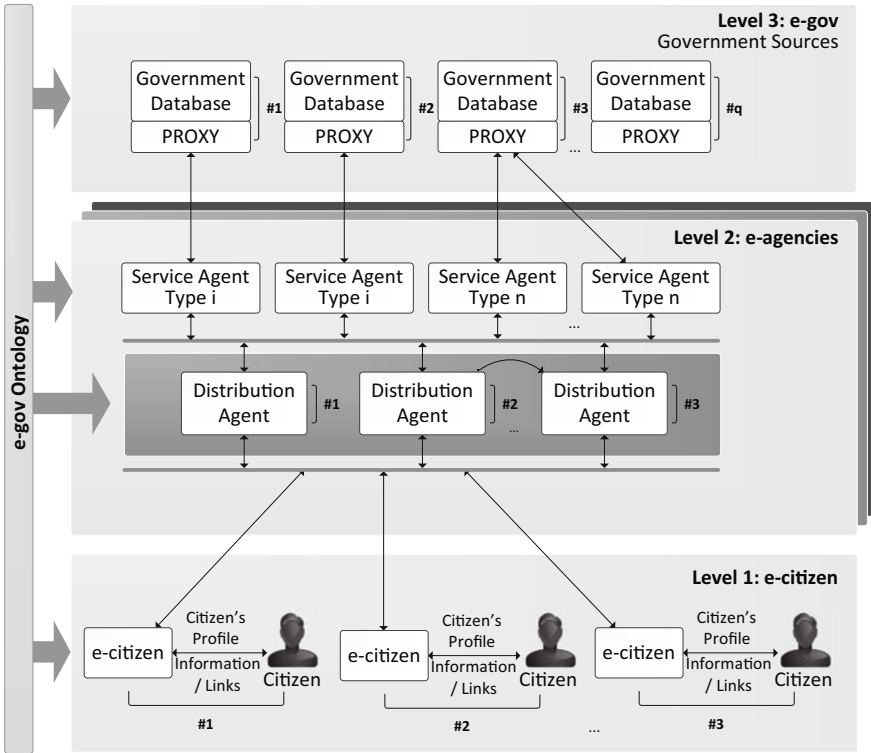 e-gov Ontology
Level 3: e-gov
Government Sources
Government
Database
PROXY
#1
Government
Database
PROXY
#2
Government
Database
PROXY
#3
...
Government
Database
PROXY
#q
Level 2: e-agencies
Service Agent
Type i
Service Agent
Type i
Service Agent
Type n
...
Service Agent
Type n
Distribution
Agent
#1
Distribution
Agent
#2
...
Distribution
Agent
#3
Level 1: e-citizen
e-citizen
Citizen's
Profile
Information
/ Links
Citizen
#1
e-citizen
Citizen's
Profile
Information
/ Links
Citizen
#2
...
e-citizen
Citizen's
Profile
Information
/ Links
Citizen
#3